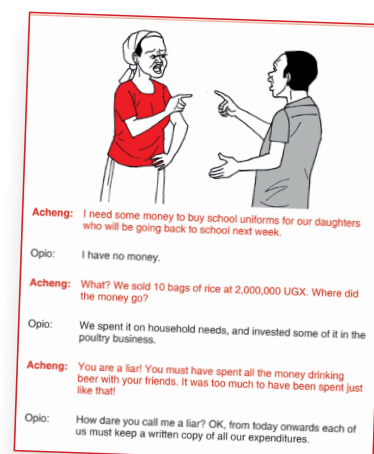 Acheng: I need some money to buy school uniforms for our daughters
who will be going back to school next week.
Opio: I have no money.
Acheng: What? We sold 10 bags of rice at 2,000,000 UGX. Where did
the money go?
Opio: We spent it on household needs, and invested some of it in the
poultry business.
Acheng: You are a liar! You must have spent all the money drinking
beer with your friends. It was too much to have been spent just
like that!
Opio: How dare you call me a liar? OK, from today onwards each of
us must keep a written copy of all our expenditures.